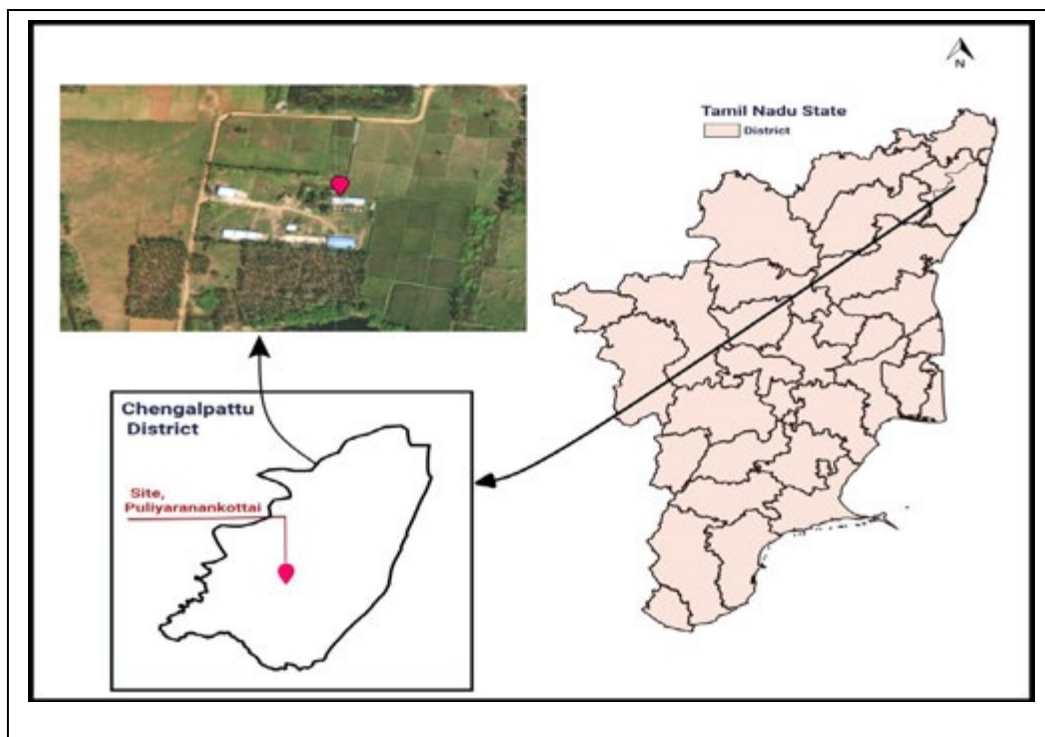 N
Tamil Nadu State
District
Chengalpattu
District
Site,
Puliyaranankottai